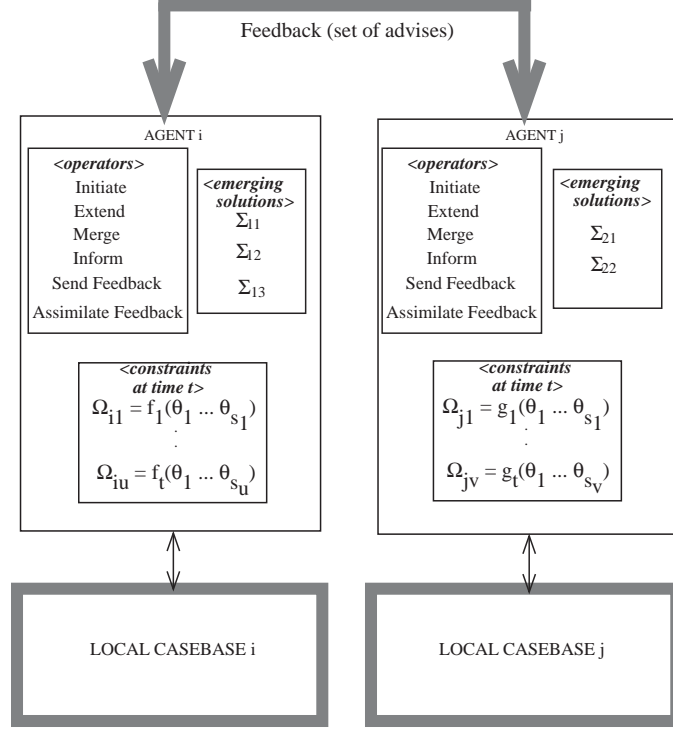 Feedback (set of advises)
AGENT i
<operators>
Initiate
Extend
Merge
Inform
Send Feedback
Assimilate Feedback
<emerging
solutions>
Σ11
Σ12
Σ13
<constraints
at time t>
Ωi1 = f1(θ1 ... θs1)
.
.
Ωiu = ft(θ1 ... θsu)
LOCAL CASEBASE i
AGENT j
<operators>
Initiate
Extend
Merge
Inform
Send Feedback
Assimilate Feedback
<emerging
solutions>
Σ21
Σ22
<constraints
at time t>
Ωj1 = g1(θ1 ... θs1)
.
.
Ωjv = gt(θ1 ... θsv)
LOCAL CASEBASE j